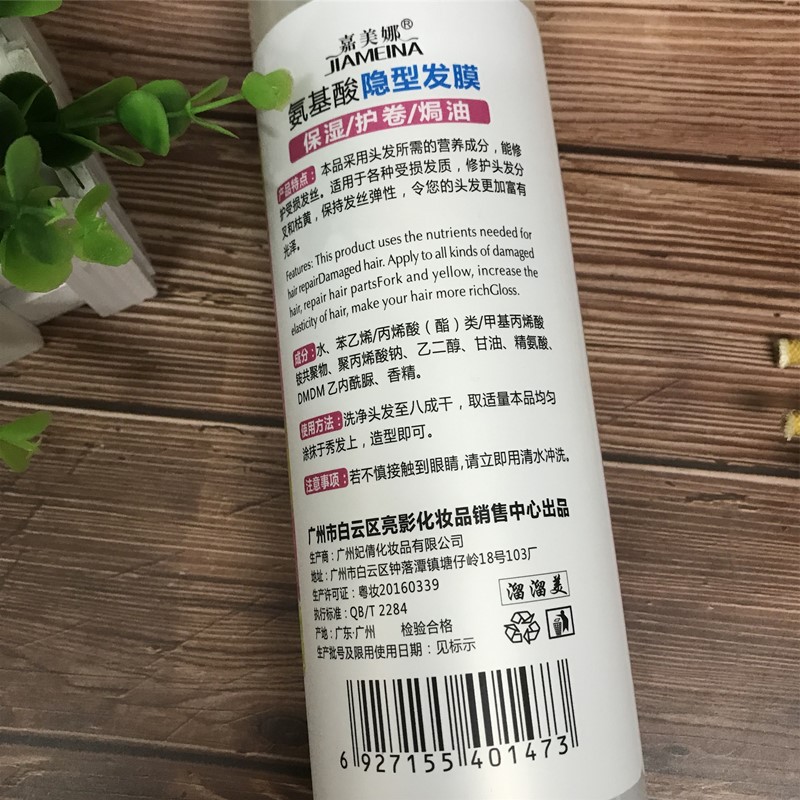 嘉美娜®
JIAMEINA
氨基酸隐型发膜
保湿/护卷/焗油
产品特点：本品采用头发所需的营养成分，能修
护受损发丝。适用于各种受损发质，修护头发分
叉和枯黄，保持发丝弹性，令您的头发更加富有
光泽。
Features: This product uses the nutrients needed for
hair repairDamaged hair. Apply to all kinds of damaged
hair, repair hair partsFork and yellow, increase the
elasticity of hair, make your hair more richGloss.
成分：水、苯乙烯/丙烯酸（酯）类/甲基丙烯酸
铵共聚物、聚丙烯酸钠、乙二醇、甘油、精氨酸、
DMDM 乙内酰脲、香精。
使用方法：洗净头发至八成干，取适量本品均匀
涂抹于秀发上，造型即可。
注意事项：若不慎接触到眼睛,请立即用清水冲洗。
广州市白云区亮影化妆品销售中心出品
生产商：广州妃倩化妆品有限公司
地址：广州市白云区钟落潭镇塘仔岭18号103厂
生产许可证：粤妆20160339
执行标准：QB/T 2284
产地：广东·广州 检验合格
生产批号及限用使用日期：见标示
溜溜美
6 927155 401473